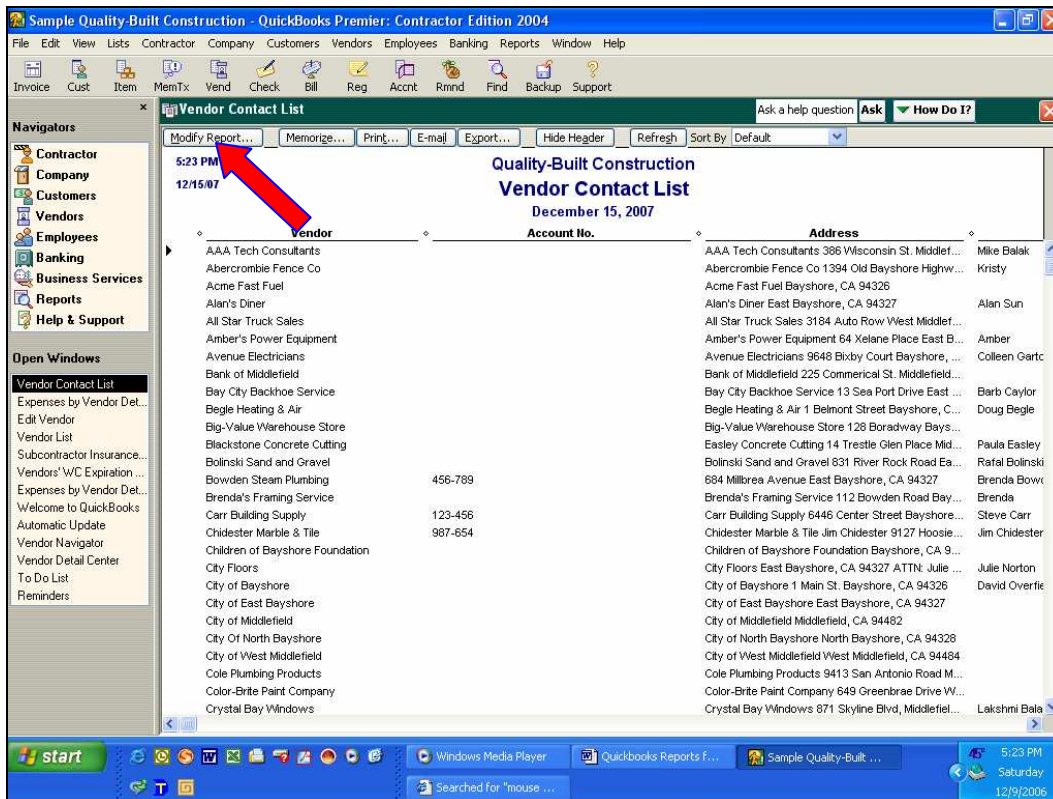 Sample Quality-Built Construction - QuickBooks Premier: Contractor Edition 2004
File Edit View Lists Contractor Company Customers Vendors Employees Banking Reports Window Help
Invoice Cust Item MemTx Vend Check Bill Reg Accnt Rmnd Find Backup Support
Navigators
Contractor
Company
Customers
Vendors
Employees
Banking
Business Services
Reports
Help & Support
Open Windows
Vendor Contact List
Expenses by Vendor Det...
Edit Vendor
Vendor List
Subcontractor Insurance...
Vendors' WC Expiration ...
Expenses by Vendor Det...
Welcome to QuickBooks
Automatic Update
Vendor Navigator
Vendor Detail Center
To Do List
Reminders
Vendor Contact List Ask a help question Ask How Do I?
Modify Report... Memorize... Print... E-mail Export... Hide Header Refresh Sort By Default
5:23 PM Quality-Built Construction
12/15/07 Vendor Contact List
December 15, 2007
Vendor Account No. Address
AAA Tech Consultants AAA Tech Consultants 386 Wisconsin St. Middlef... Mike Balak
Abercrombie Fence Co Abercrombie Fence Co 1394 Old Bayshore Highw... Kristy
Acme Fast Fuel Acme Fast Fuel Bayshore, CA 94326
Alan's Diner Alan's Diner East Bayshore, CA 94327 Alan Sun
All Star Truck Sales All Star Truck Sales 3184 Auto Row West Middlef...
Amber's Power Equipment Amber's Power Equipment 64 Xelane Place East B... Amber
Avenue Electricians Avenue Electricians 9648 Bixby Court Bayshore, ... Colleen Gartc
Bank of Middlefield Bank of Middlefield 225 Commerical St. Middlefield...
Bay City Backhoe Service Bay City Backhoe Service 13 Sea Port Drive East ... Barb Caylor
Begle Heating & Air Begle Heating & Air 1 Belmont Street Bayshore, C... Doug Begle
Big-Value Warehouse Store Big-Value Warehouse Store 128 Boradway Bays...
Blackstone Concrete Cutting Easley Concrete Cutting 14 Trestle Glen Place Mid... Paula Easley
Bolinski Sand and Gravel Bolinski Sand and Gravel 831 River Rock Road Ea... Rafal Bolinski
Bowden Steam Plumbing 456-789 684 Millbrea Avenue East Bayshore, CA 94327 Brenda Bowd
Brenda's Framing Service Brenda's Framing Service 112 Bowden Road Bay... Brenda
Carr Building Supply 123-456 Carr Building Supply 6446 Center Street Bayshore... Steve Carr
Chidester Marble & Tile 987-654 Chidester Marble & Tile Jim Chidester 9127 Hoosie... Jim Chidester
Children of Bayshore Foundation Children of Bayshore Foundation Bayshore, CA 9...
City Floors City Floors East Bayshore, CA 94327 ATTN: Julie ... Julie Norton
City of Bayshore City of Bayshore 1 Main St. Bayshore, CA 94326 David Overfie
City of East Bayshore City of East Bayshore East Bayshore, CA 94327
City of Middlefield City of Middlefield Middlefield, CA 94482
City Of North Bayshore City of North Bayshore North Bayshore, CA 94328
City of West Middlefield City of West Middlefield West Middlefield, CA 94484
Cole Plumbing Products Cole Plumbing Products 9413 San Antonio Road M...
Color-Brite Paint Company Color-Brite Paint Company 649 Greenbrae Drive W...
Crystal Bay Windows Crystal Bay Windows 871 Skyline Blvd, Middlefiel... Lakshmi Bala
start Windows Media Player Quickbooks Reports f... Sample Quality-Built ... 5:23 PM
Saturday
Searched for "mouse ... 12/9/2006